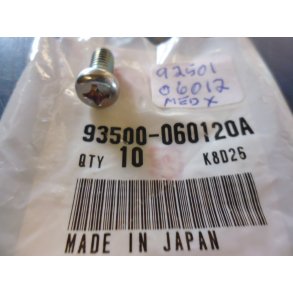 92501
06012
MEDX
93500-060120A
QTY 10 K8D26
MADE IN JAPAN